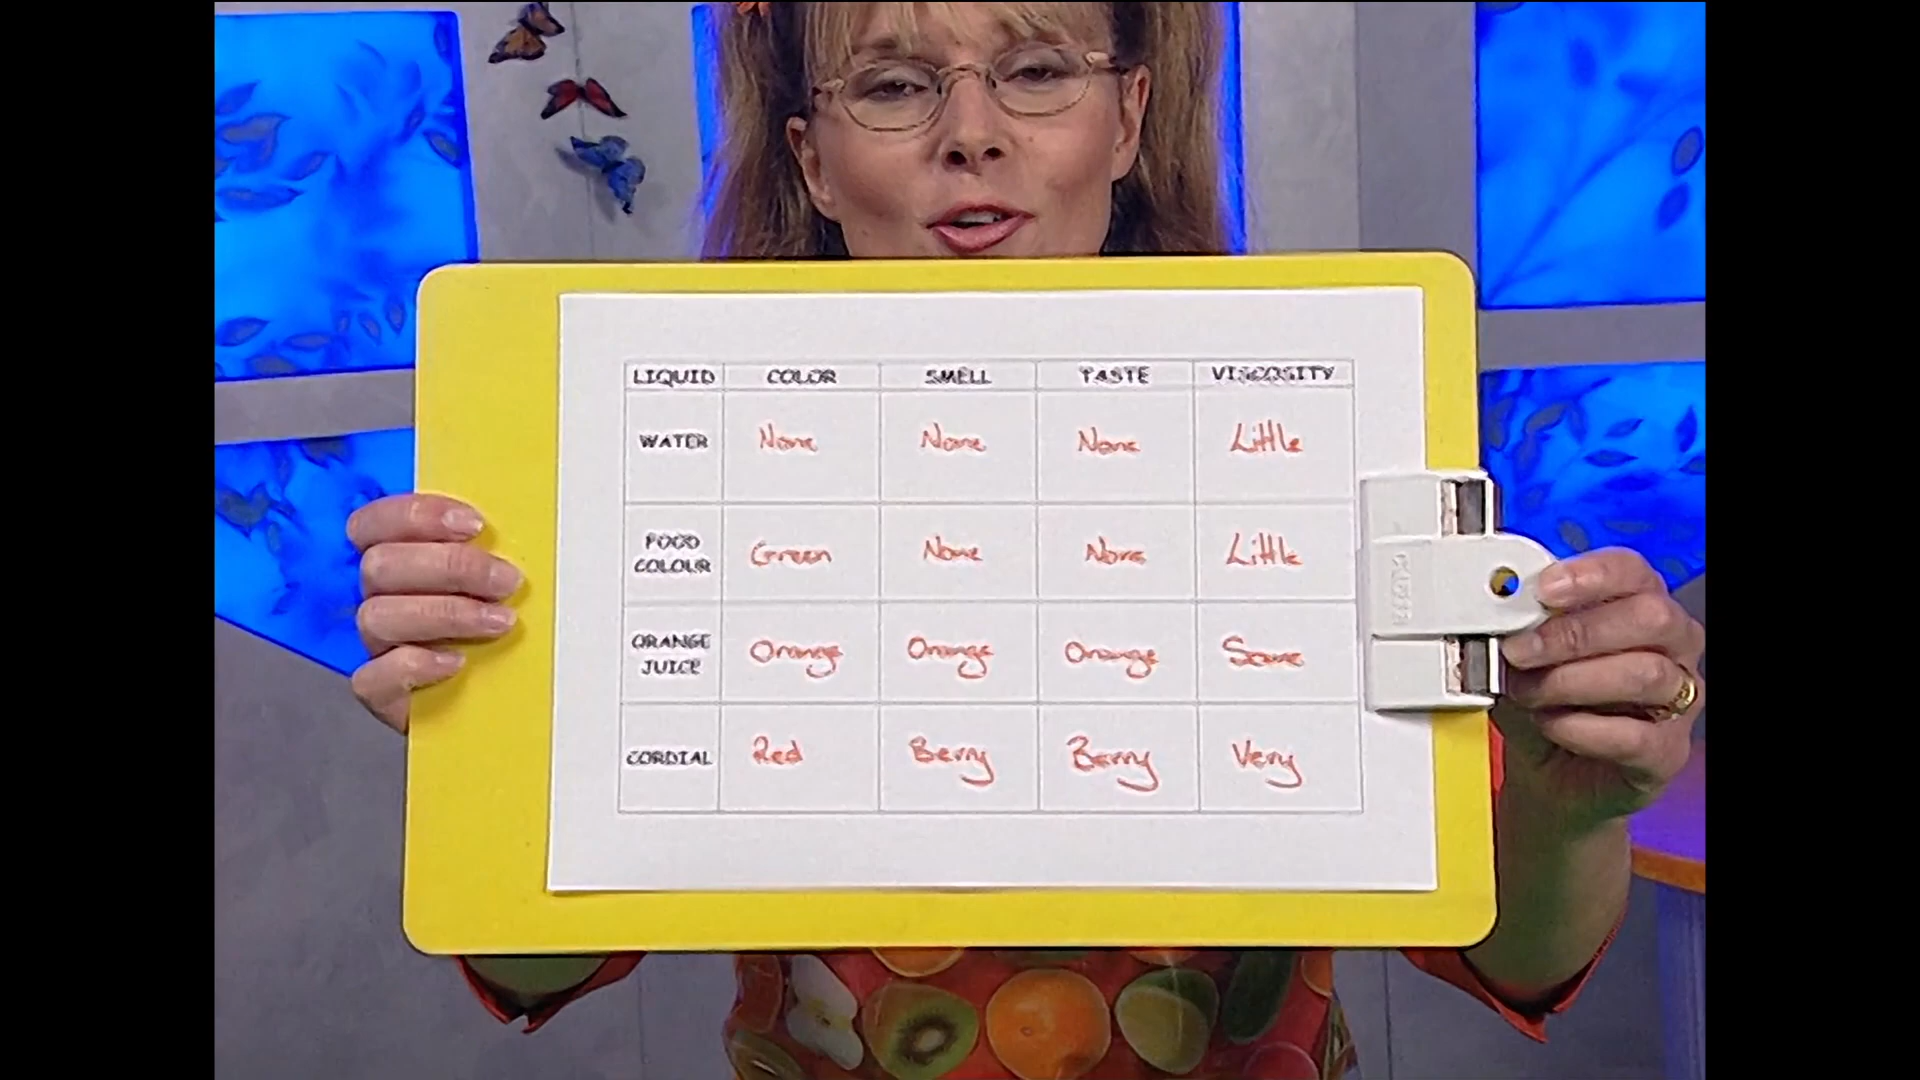 LIQUID COLOR SMELL TASTE VISCOSITY
WATER None None None Little
FOOD
COLOUR Green None None Little
ORANGE
JUICE Orange Orange Orange Some
CORDIAL Red Berry Berry Very